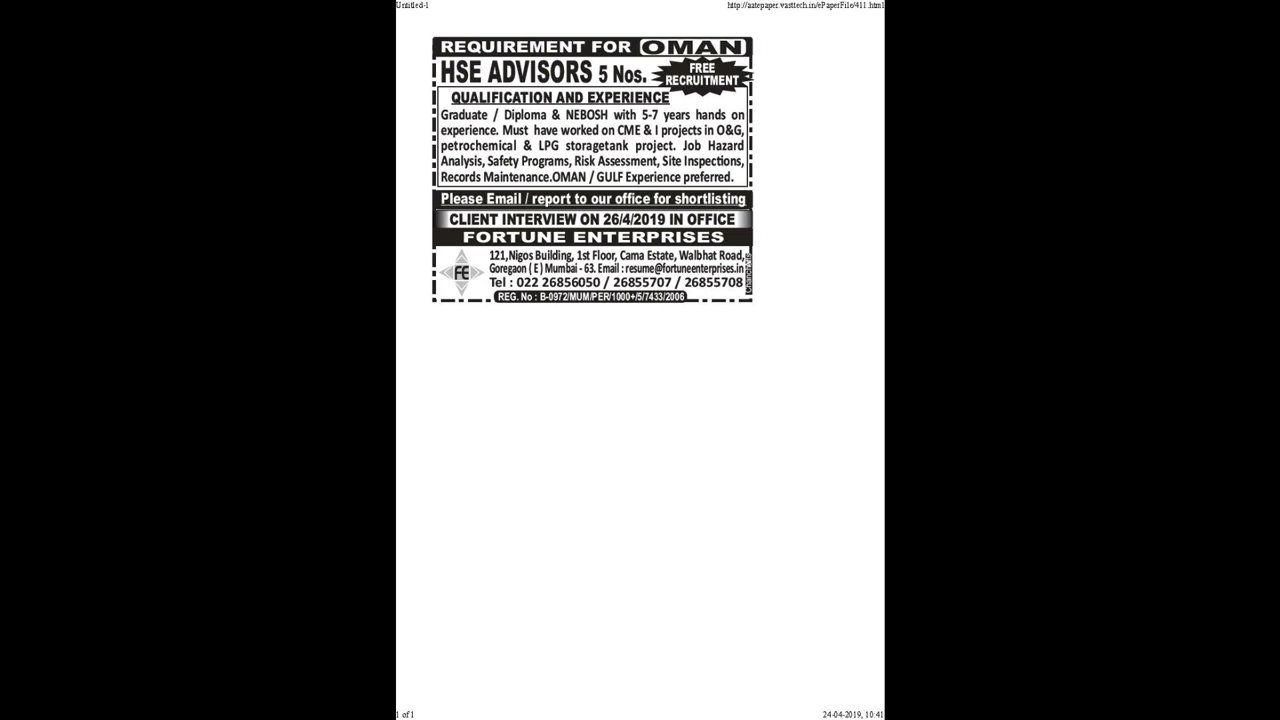 Untitled-1
http://aatepaper.vasttech.in/ePaperFile/411.html
REQUIREMENT FOR OMAN
HSE ADVISORS 5 Nos.
FREE
RECRUITMENT
QUALIFICATION AND EXPERIENCE
Graduate / Diploma & NEBOSH with 5-7 years hands on
experience. Must have worked on CME & I projects in O&G,
petrochemical & LPG storagetank project. Job Hazard
Analysis, Safety Programs, Risk Assessment, Site Inspections,
Records Maintenance.OMAN / GULF Experience preferred.
Please Email / report to our office for shortlisting
CLIENT INTERVIEW ON 26/4/2019 IN OFFICE
FORTUNE ENTERPRISES
FE
121,Nigos Building, 1st Floor, Cama Estate, Walbhat Road,
Goregaon ( E ) Mumbai - 63. Email : resume@fortuneenterprises.in
Tel : 022 26856050 / 26855707 / 26855708
REG. No : B-0972/MUM/PER/1000+/5/7433/2006
1 of 1
24-04-2019, 10:41